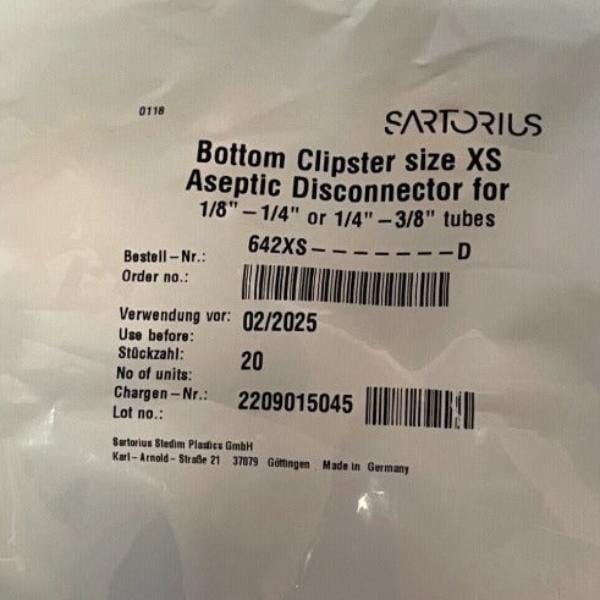 0118
SARTORIUS
Bottom Clipster size XS
Aseptic Disconnector for
1/8" – 1/4" or 1/4" – 3/8" tubes
Bestell – Nr.: 642XS – – – – – – – D
Order no.:
Verwendung vor: 02/2025
Use before:
Stückzahl: 20
No of units:
Chargen – Nr.: 2209015045
Lot no.:
Sartorius Stedim Plastics GmbH
Karl – Arnold – Straße 21 37079 Göttingen Made in Germany